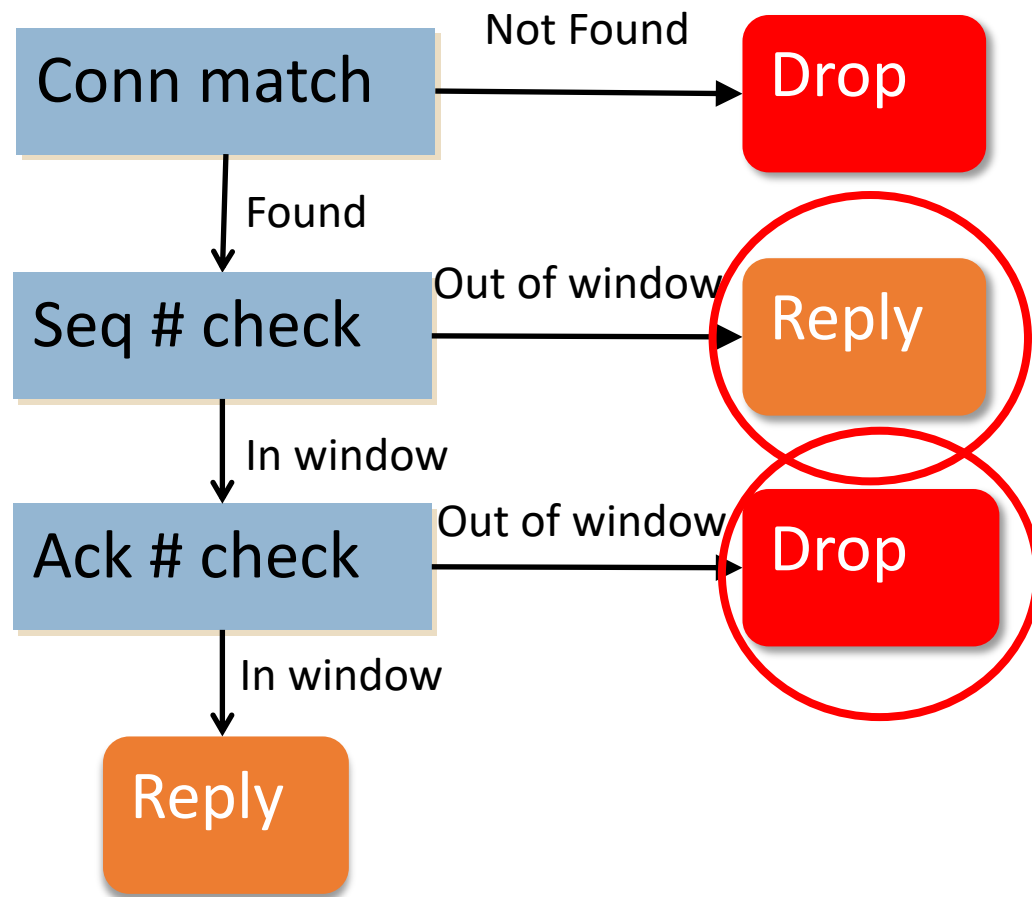 Conn match
Not Found
Drop
Found
Seq # check
Out of window
Reply
In window
Ack # check
Out of window
Drop
In window
Reply